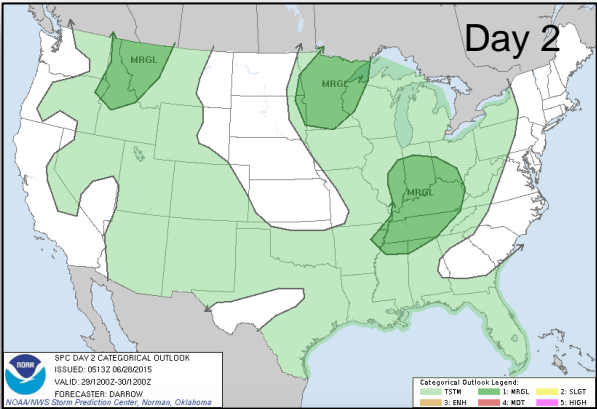 Day 2
MRGL
MRGL
MRGL
NOAA
SPC DAY 2 CATEGORICAL OUTLOOK
ISSUED: 0513Z 06/28/2015
VALID: 29/1200Z-30/1200Z
FORECASTER: DARROW
NOAA/NWS Storm Prediction Center, Norman, Oklahoma
Categorical Outlook Legend:
TSTM 1: MRGL 2: SLGT
3: ENH 4: MDT 5: HIGH